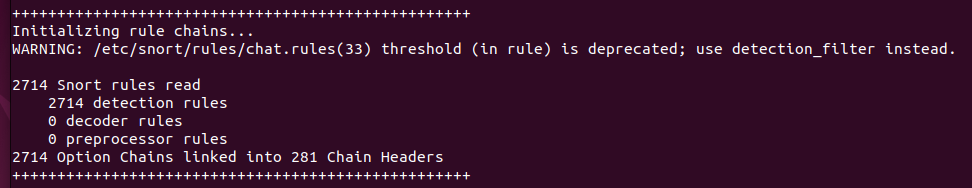 +++++++++++++++++++++++++++++++++++++++++++++++++++
Initializing rule chains...
WARNING: /etc/snort/rules/chat.rules(33) threshold (in rule) is deprecated; use detection_filter instead.

2714 Snort rules read
    2714 detection rules
    0 decoder rules
    0 preprocessor rules
2714 Option Chains linked into 281 Chain Headers
+++++++++++++++++++++++++++++++++++++++++++++++++++